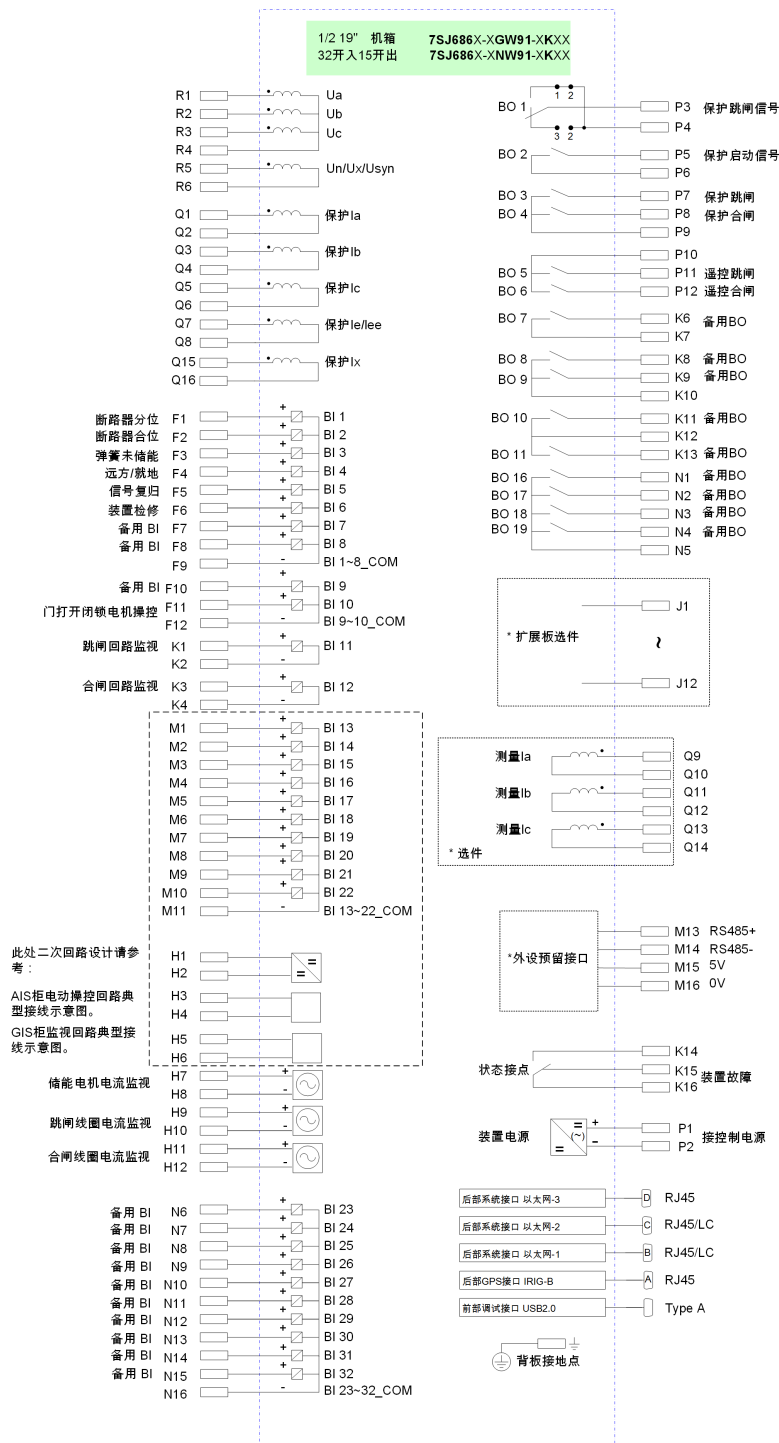 1/2 19" 机箱 7SJ686X-XGW91-XKXX
32开入15开出 7SJ686X-XNW91-XKXX
R1 Ua
R2 Ub
R3 Uc
R4
R5 Un/Ux/Usyn
R6
Q1 保护Ia
Q2
Q3 保护Ib
Q4
Q5 保护Ic
Q6
Q7 保护Ie/Iee
Q8
Q15 保护Ix
Q16
断路器分位 F1 + BI 1
断路器合位 F2 + BI 2
弹簧未储能 F3 + BI 3
远方/就地 F4 + BI 4
信号复归 F5 + BI 5
装置检修 F6 + BI 6
备用 BI F7 + BI 7
备用 BI F8 + BI 8
F9 - BI 1~8_COM
备用 BI F10 + BI 9
门打开闭锁电机操控 F11 + BI 10
F12 - BI 9~10_COM
跳闸回路监视 K1 + BI 11
K2 -
合闸回路监视 K3 + BI 12
K4 -
M1 + BI 13
M2 + BI 14
M3 + BI 15
M4 + BI 16
M5 + BI 17
M6 + BI 18
M7 + BI 19
M8 + BI 20
M9 + BI 21
M10 + BI 22
M11 - BI 13~22_COM
此处二次回路设计请参
考：
AIS柜电动操控回路典
型接线示意图。
GIS柜监视回路典型接
线示意图。
H1
H2
H3
H4
H5
H6
储能电机电流监视 H7 +
H8 -
跳闸线圈电流监视 H9 +
H10 -
合闸线圈电流监视 H11 +
H12 -
备用 BI N6 + BI 23
备用 BI N7 + BI 24
备用 BI N8 + BI 25
备用 BI N9 + BI 26
备用 BI N10 + BI 27
备用 BI N11 + BI 28
备用 BI N12 + BI 29
备用 BI N13 + BI 30
备用 BI N14 + BI 31
备用 BI N15 + BI 32
N16 - BI 23~32_COM
1 2
BO 1 P3 保护跳闸信号
P4
3 2
BO 2 P5 保护启动信号
P6
BO 3 P7 保护跳闸
BO 4 P8 保护合闸
P9
P10
BO 5 P11 遥控跳闸
BO 6 P12 遥控合闸
BO 7 K6 备用BO
K7
BO 8 K8 备用BO
BO 9 K9 备用BO
K10
BO 10 K11 备用BO
K12
BO 11 K13 备用BO
BO 16 N1 备用BO
BO 17 N2 备用BO
BO 18 N3 备用BO
BO 19 N4 备用BO
N5
J1
* 扩展板选件 ~
J12
测量Ia Q9
Q10
测量Ib Q11
Q12
测量Ic Q13
* 选件 Q14
M13 RS485+
M14 RS485-
*外设预留接口 M15 5V
M16 0V
K14
状态接点 K15 装置故障
K16
装置电源 (~) + P1 接控制电源
- P2
后部系统接口 以太网-3 D RJ45
后部系统接口 以太网-2 C RJ45/LC
后部系统接口 以太网-1 B RJ45/LC
后部GPS接口 IRIG-B A RJ45
前部调试接口 USB2.0 Type A
背板接地点